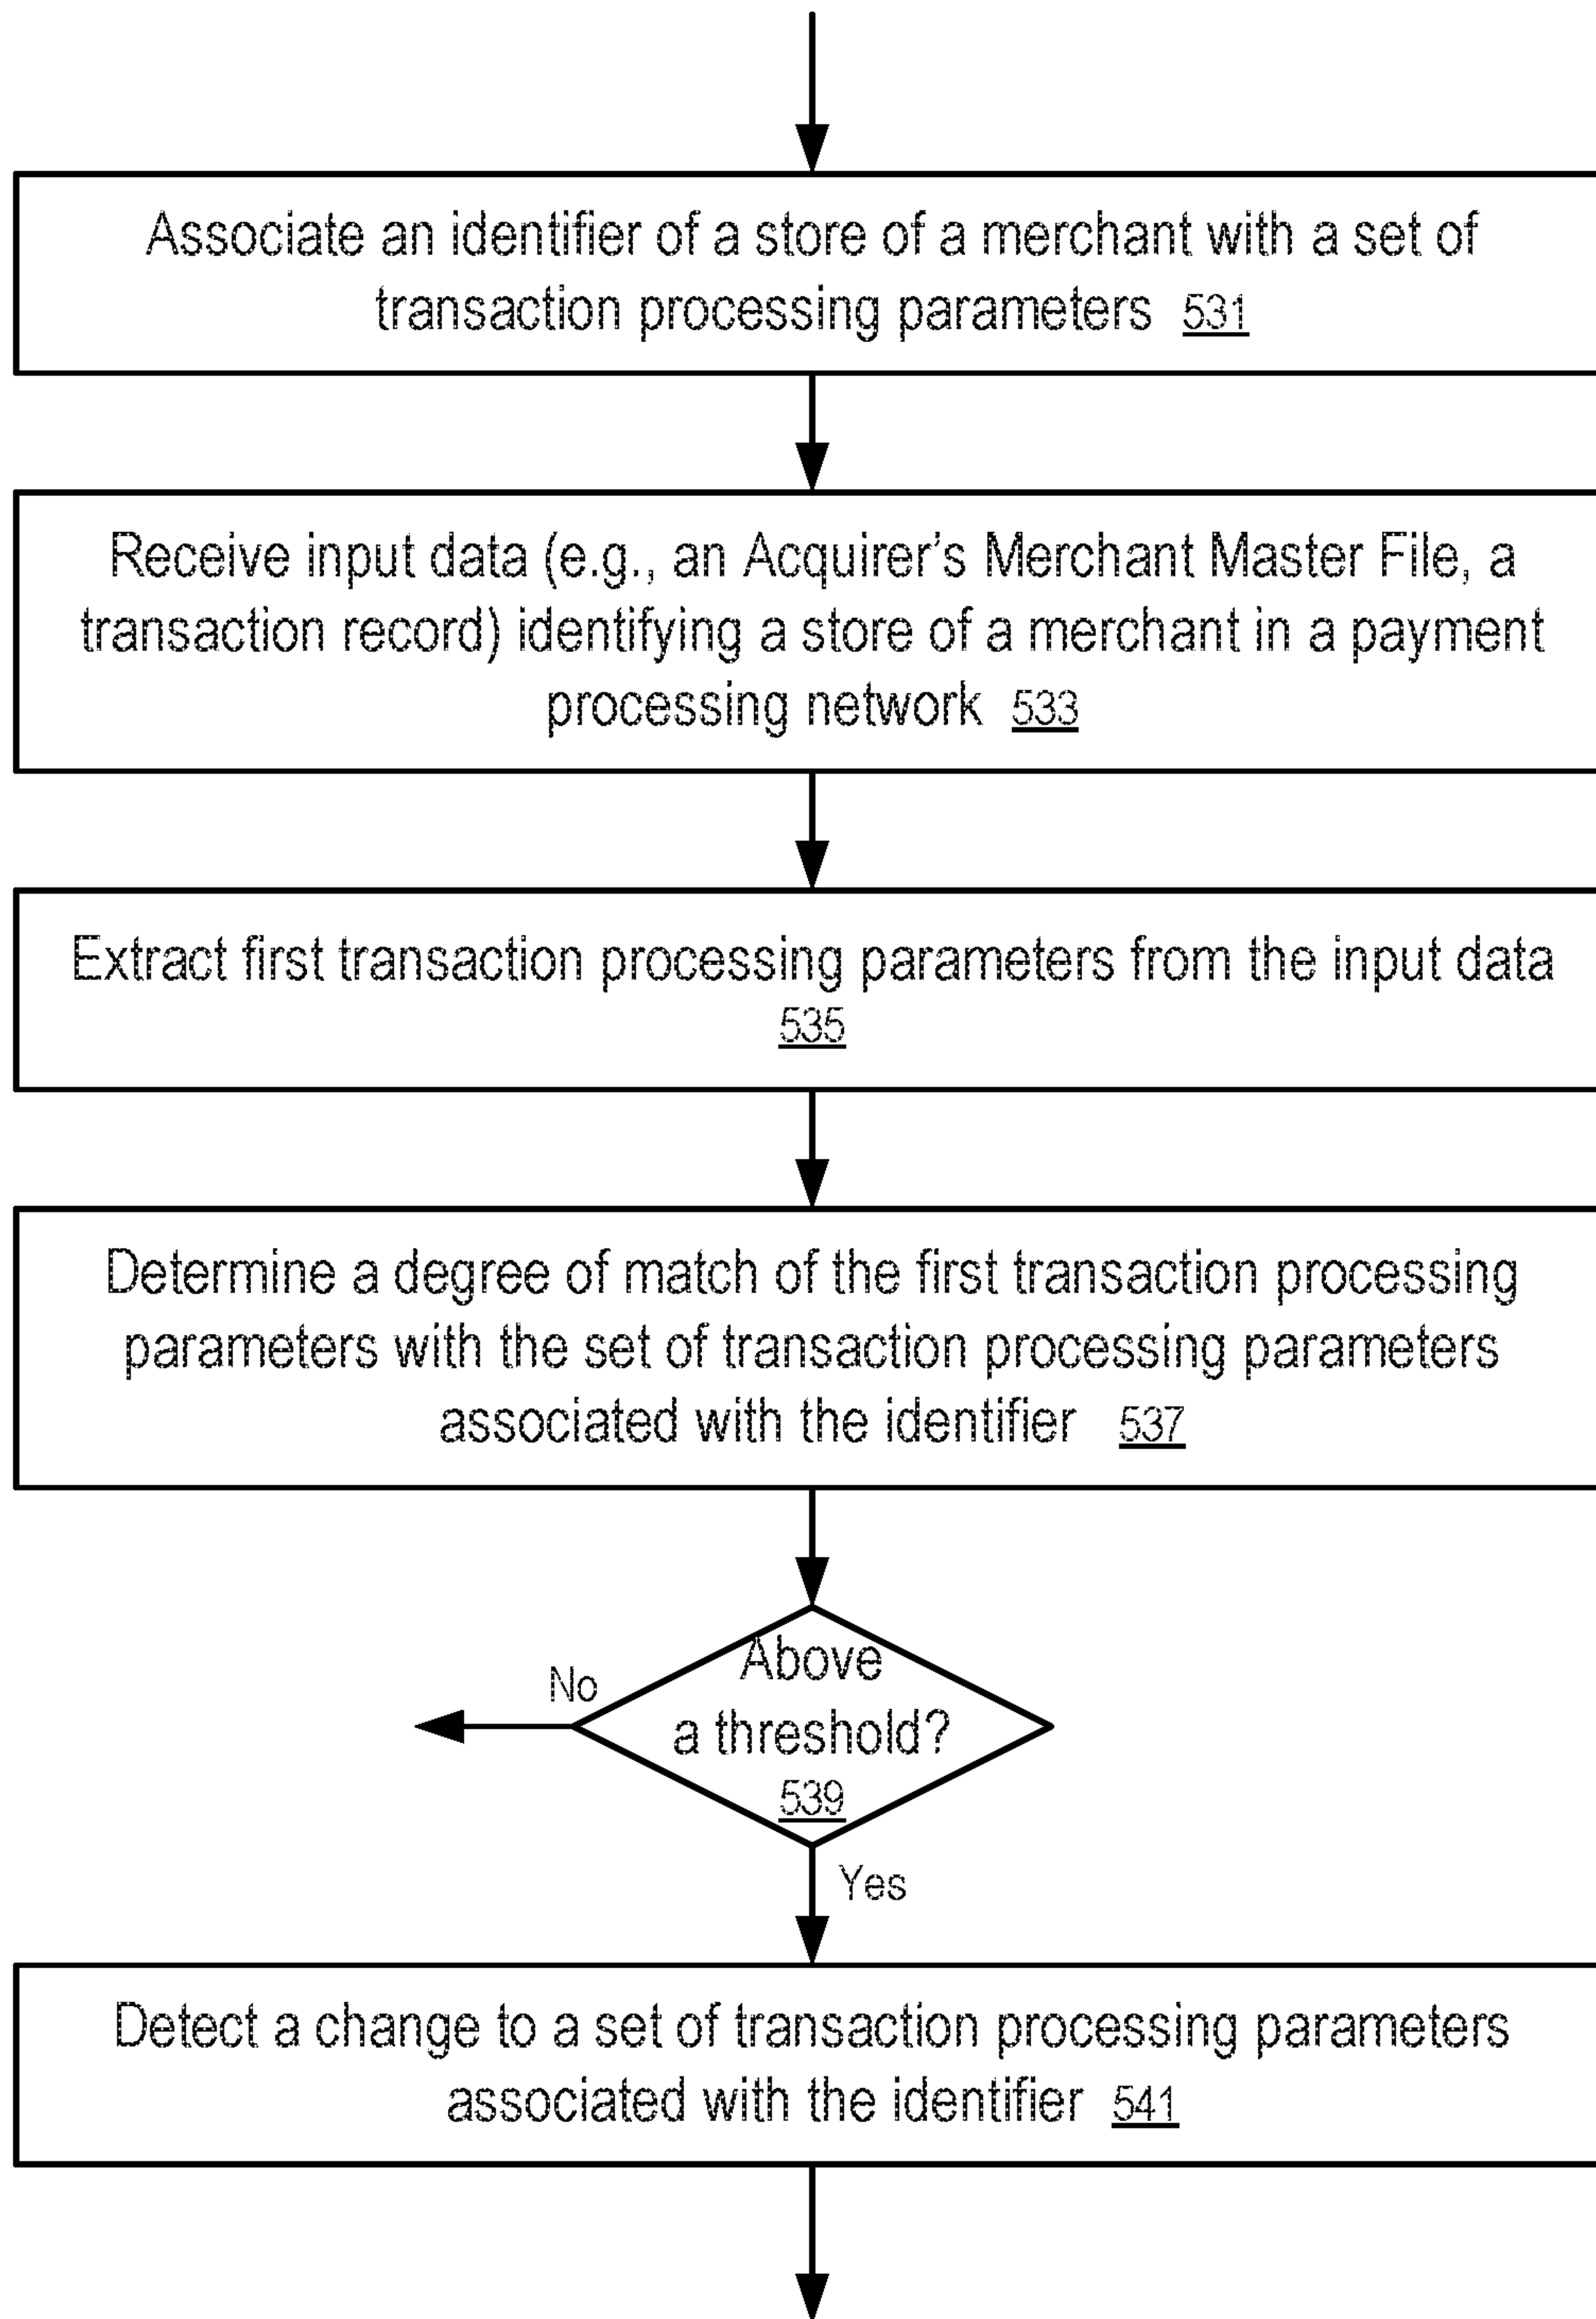 Associate an identifier of a store of a merchant with a set of
transaction processing parameters 531
Receive input data (e.g., an Acquirer's Merchant Master File, a
transaction record) identifying a store of a merchant in a payment
processing network 533
Extract first transaction processing parameters from the input data
535
Determine a degree of match of the first transaction processing
parameters with the set of transaction processing parameters
associated with the identifier 537
Above
No
a threshold?
539
Yes
Detect a change to a set of transaction processing parameters
associated with the identifier 541